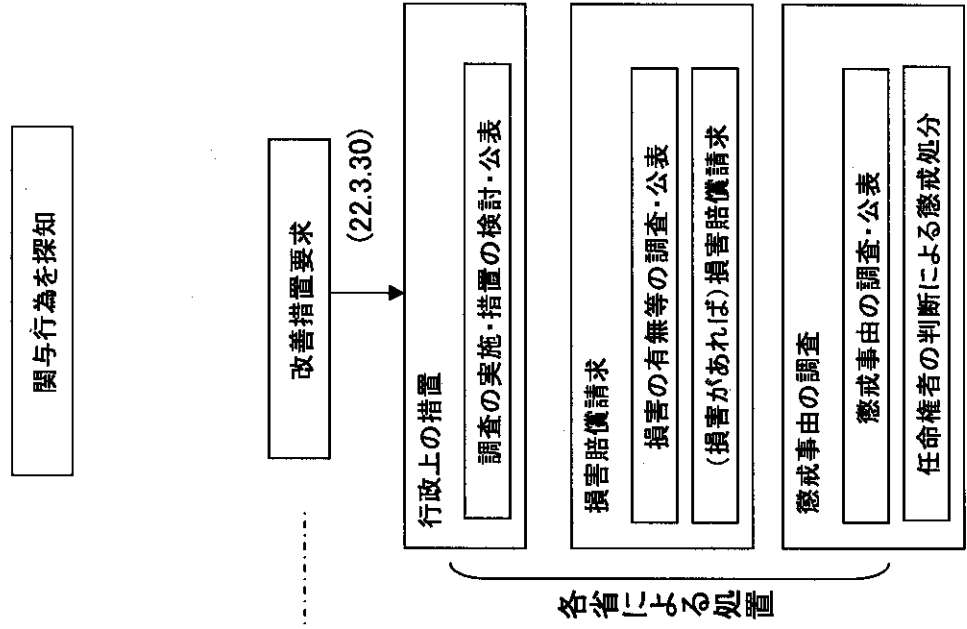 関与行為を探知
改善措置要求
(22.3.30)
行政上の措置
調査の実施・措置の検討・公表
損害賠償請求
損害の有無等の調査・公表
(損害があれば)損害賠償請求
懲戒事由の調査
懲戒事由の調査・公表
任命権者の判断による懲戒処分
各省による処置